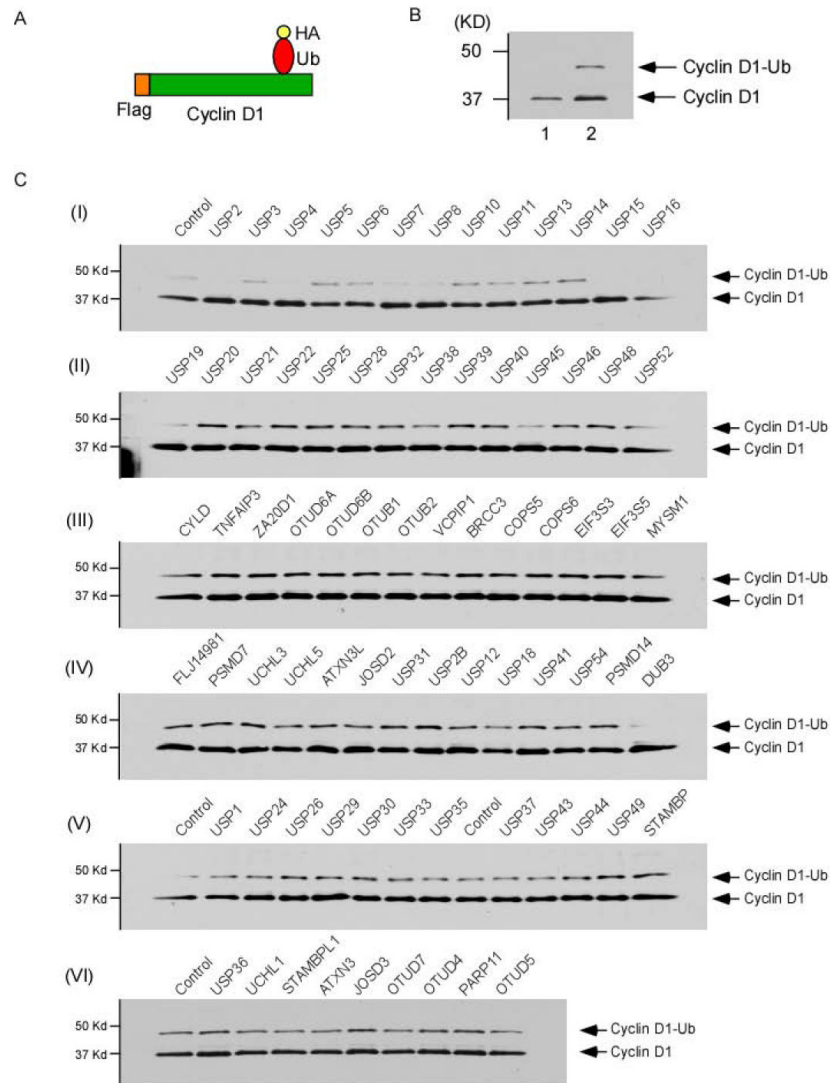 A
HA
Ub
Flag
Cyclin D1
B
(KD)
50
37
Cyclin D1-Ub
Cyclin D1
1 2
C
(I)
Control USP2 USP3 USP4 USP5 USP6 USP7 USP8 USP10 USP11 USP13 USP14 USP15 USP16
50 Kd
37 Kd
Cyclin D1-Ub
Cyclin D1
(II)
USP19 USP20 USP21 USP22 USP25 USP28 USP32 USP38 USP39 USP40 USP45 USP46 USP48 USP52
50 Kd
37 Kd
Cyclin D1-Ub
Cyclin D1
(III)
CYLD TNFAIP3 ZA20D1 OTUD6A OTUD6B OTUB1 OTUB2 VCPIP1 BRCC3 COPS5 COPS6 EIF3S3 EIF3S5 MYSM1
50 Kd
37 Kd
Cyclin D1-Ub
Cyclin D1
(IV)
FLJ14981 PSMD7 UCHL3 UCHL5 ATXN3L JOSD2 USP31 USP2B USP12 USP18 USP41 USP54 PSMD14 DUB3
50 Kd
37 Kd
Cyclin D1-Ub
Cyclin D1
(V)
Control USP1 USP24 USP26 USP29 USP30 USP33 USP35 Control USP37 USP43 USP44 USP49 STAMBP
50 Kd
37 Kd
Cyclin D1-Ub
Cyclin D1
(VI)
Control USP36 UCHL1 STAMBPL1 ATXN3 JOSD3 OTUD7 OTUD4 PARP11 OTUD5
50 Kd
37 Kd
Cyclin D1-Ub
Cyclin D1